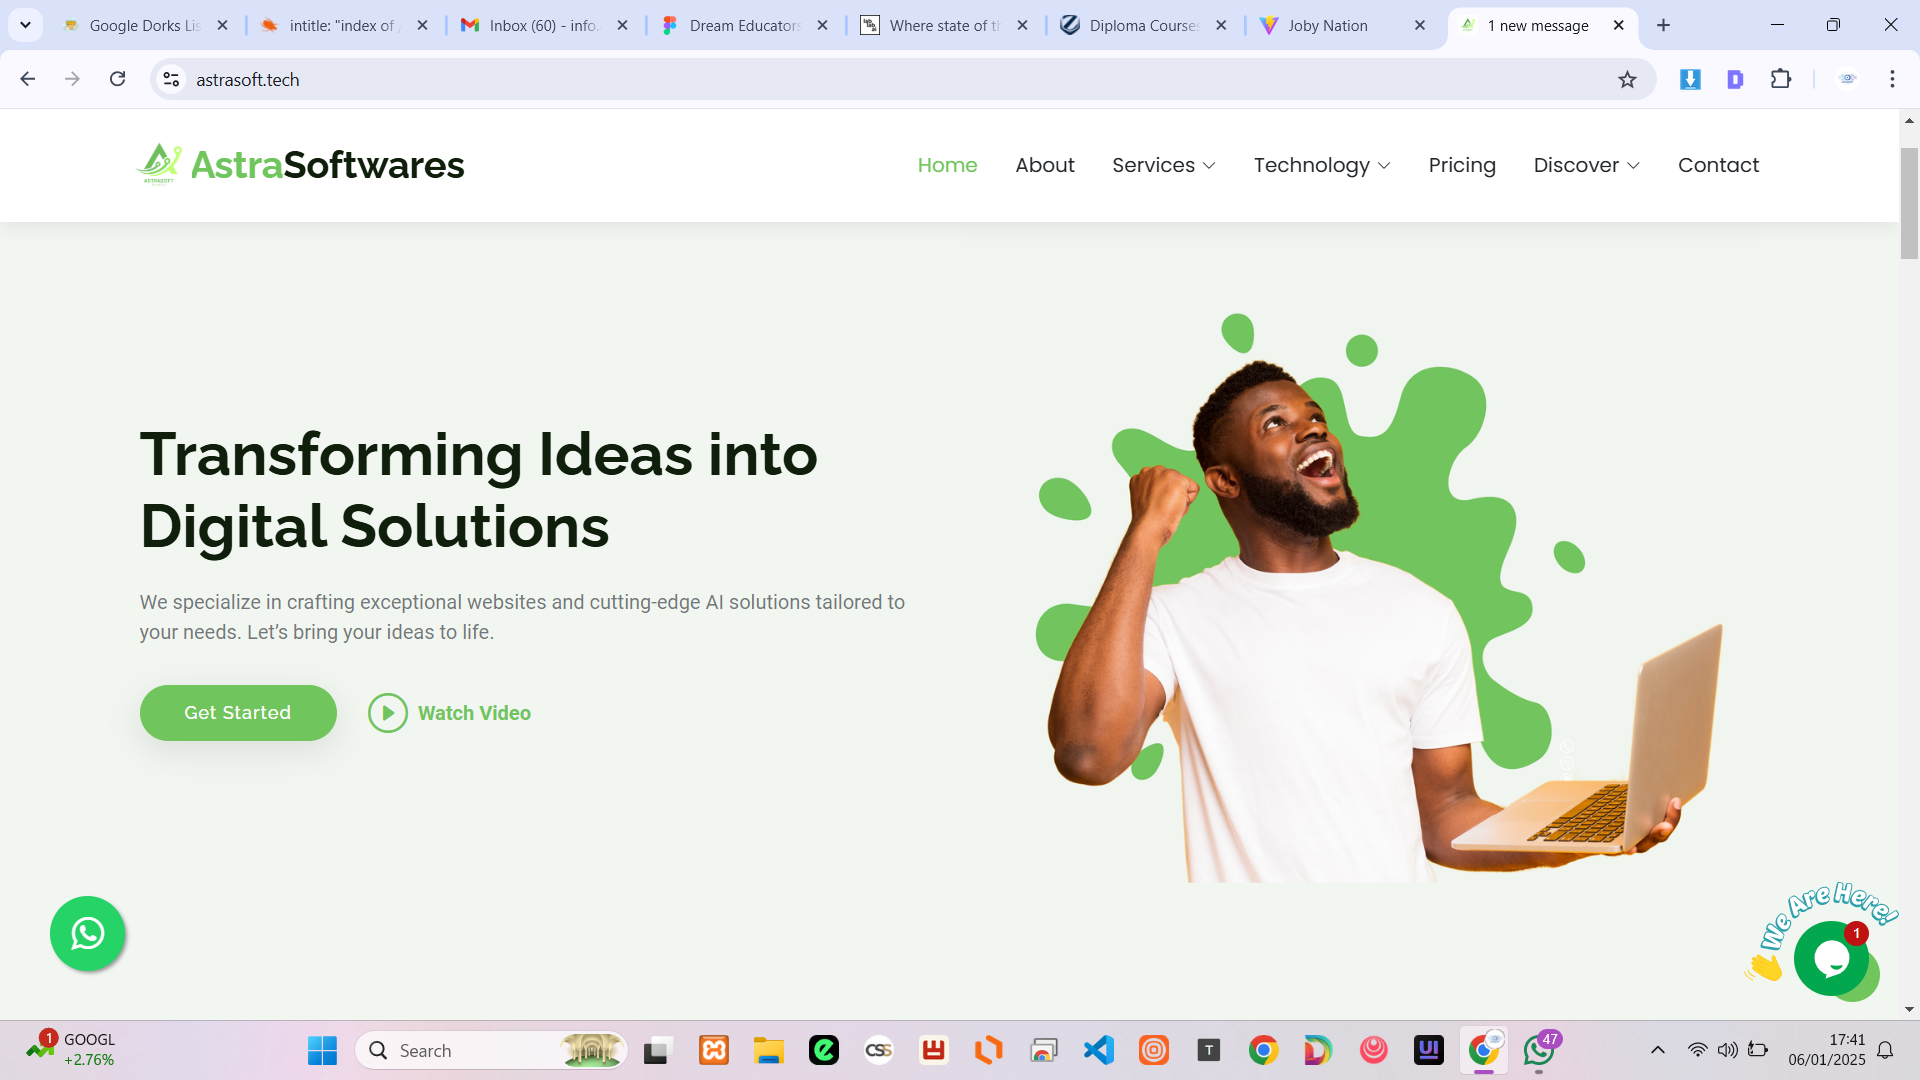 Google Dorks Lis
intitle: "index of /
Inbox (60) - info.
Dream Educators
Where state of th
Diploma Courses
Joby Nation
1 new message
astrasoft.tech
ASTRASOFT
AstraSoftwares
Home
About
Services
Technology
Pricing
Discover
Contact
Transforming Ideas into
Digital Solutions
We specialize in crafting exceptional websites and cutting-edge AI solutions tailored to
your needs. Let’s bring your ideas to life.
Get Started
Watch Video
We Are Here!
1
1
GOOGL
+2.76%
Search
CSS
T
UI
47
17:41
06/01/2025